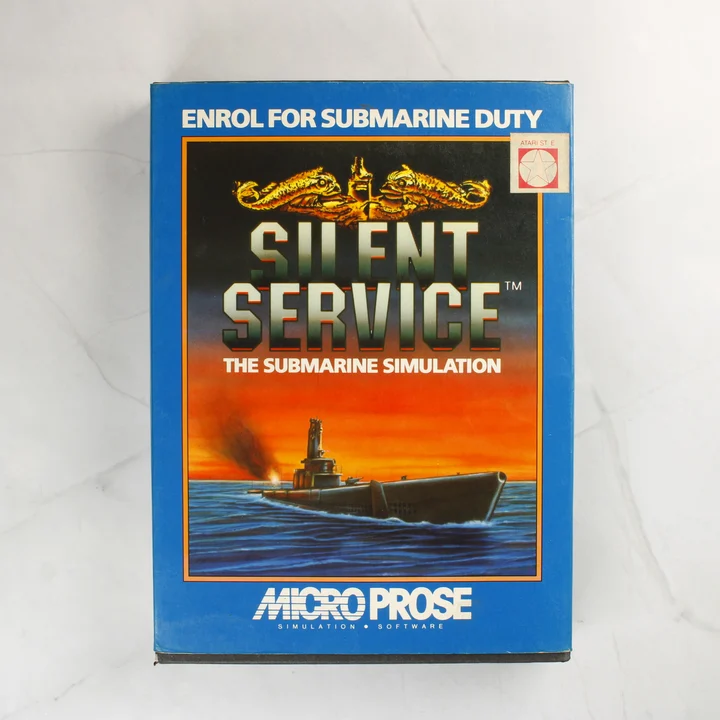 ENROL FOR SUBMARINE DUTY
ATARI ST. E
SILENT
SERVICE™
THE SUBMARINE SIMULATION
MICRO PROSE
SIMULATION • SOFTWARE